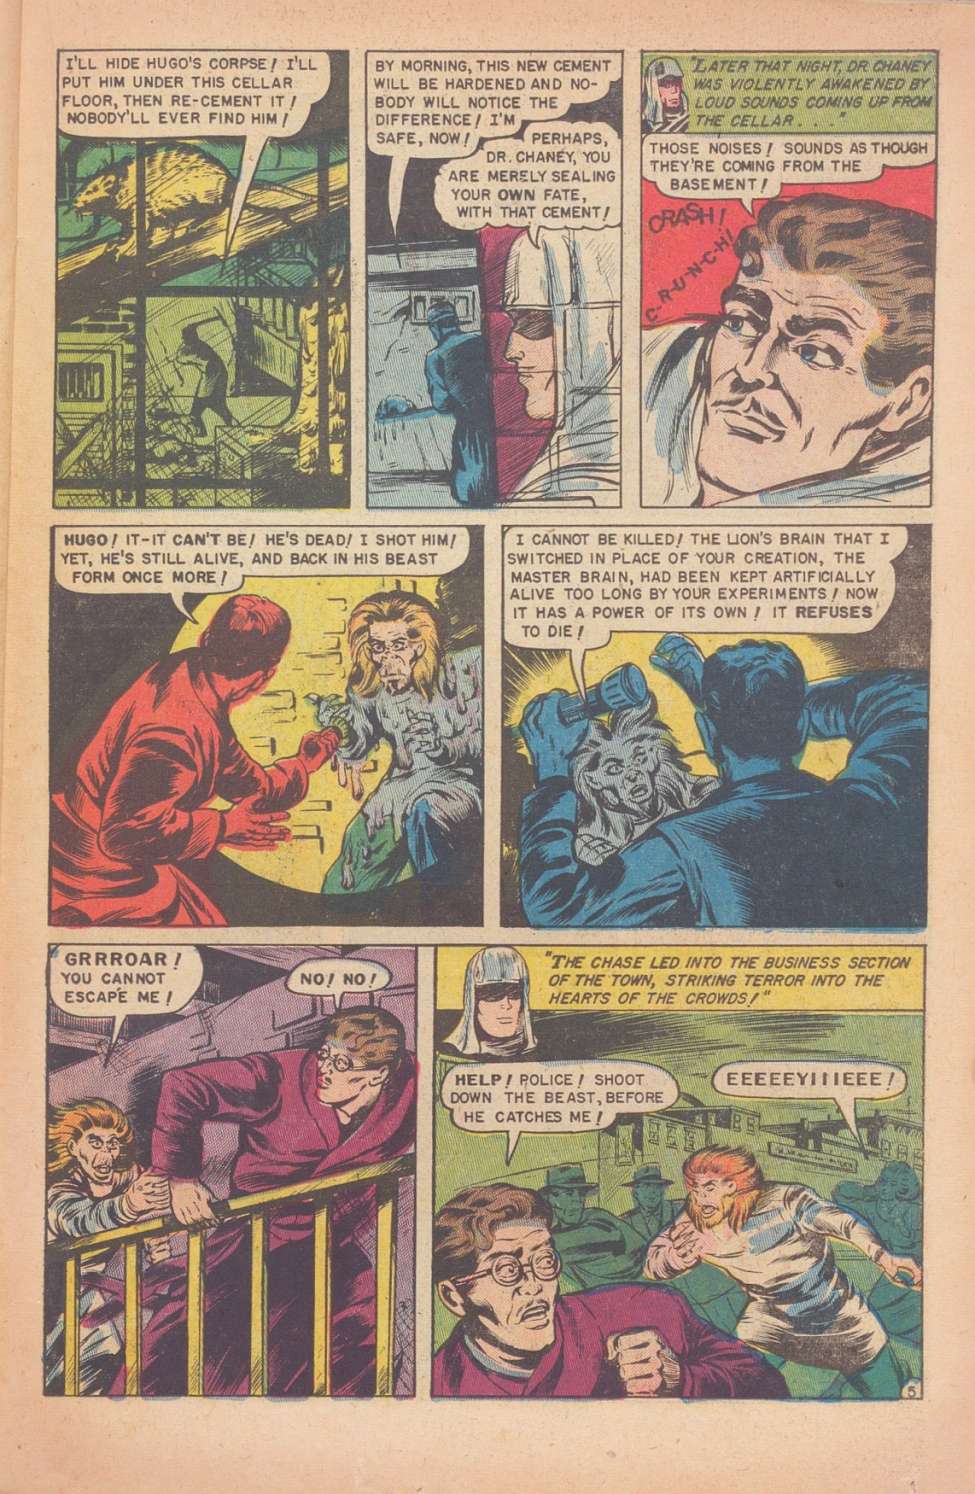 I'LL HIDE HUGO'S CORPSE! I'LL
PUT HIM UNDER THIS CELLAR
FLOOR, THEN RE-CEMENT IT!
NOBODY'LL EVER FIND HIM!
BY MORNING, THIS NEW CEMENT
WILL BE HARDENED AND NO-
BODY WILL NOTICE THE
DIFFERENCE! I'M
SAFE, NOW!
PERHAPS,
DR. CHANEY, YOU
ARE MERELY SEALING
YOUR OWN FATE,
WITH THAT CEMENT!
"LATER THAT NIGHT, DR. CHANEY
WAS VIOLENTLY AWAKENED BY
LOUD SOUNDS COMING UP FROM
THE CELLAR . . ."
THOSE NOISES! SOUNDS AS THOUGH
THEY'RE COMING FROM THE
BASEMENT!
CRASH!
C-R-U-N-C-H!
HUGO! IT-IT CAN'T BE! HE'S DEAD! I SHOT HIM!
YET, HE'S STILL ALIVE, AND BACK IN HIS BEAST
FORM ONCE MORE!
I CANNOT BE KILLED! THE LION'S BRAIN THAT I
SWITCHED IN PLACE OF YOUR CREATION, THE
MASTER BRAIN, HAD BEEN KEPT ARTIFICIALLY
ALIVE TOO LONG BY YOUR EXPERIMENTS! NOW
IT HAS A POWER OF ITS OWN! IT REFUSES
TO DIE!
GRRROAR!
YOU CANNOT
ESCAPE ME!
NO! NO!
"THE CHASE LED INTO THE BUSINESS SECTION
OF THE TOWN, STRIKING TERROR INTO THE
HEARTS OF THE CROWDS!"
HELP! POLICE! SHOOT
DOWN THE BEAST, BEFORE
HE CATCHES ME!
EEEEEYIIIEEE!
5